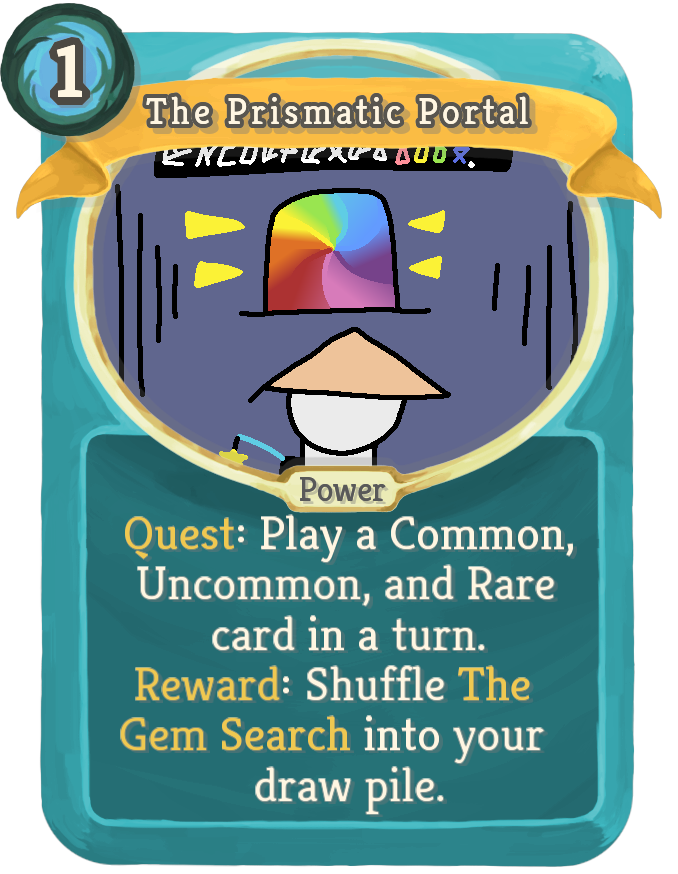 1
The Prismatic Portal
Power
Quest: Play a Common,
Uncommon, and Rare
card in a turn.
Reward: Shuffle The
Gem Search into your
draw pile.